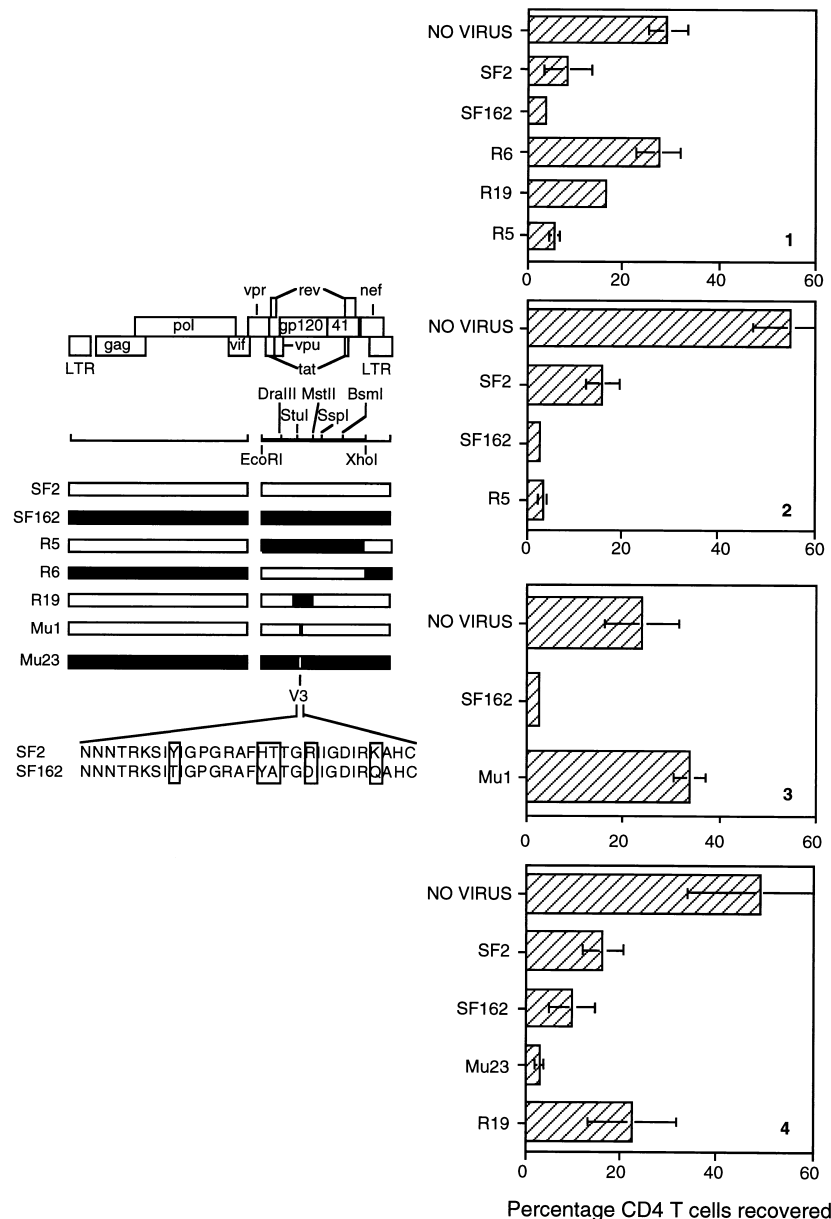 vpr rev nef
pol gp120 41
gag vif vpu
LTR tat LTR
DraIII MstII BsmI
StuI SspI
EcoRI XhoI
SF2
SF162
R5
R6
R19
Mu1
Mu23
V3
SF2 NNNTRKSIYIGPGRAFHTTGRIIGDIRKAHC
SF162 NNNTRKSITIGPGRAFYATGDIIGDIRQAHC
NO VIRUS
SF2
SF162
R6
R19
R5
1
0 20 40 60
NO VIRUS
SF2
SF162
R5
2
0 20 40 60
NO VIRUS
SF162
Mu1
3
0 20 40 60
NO VIRUS
SF2
SF162
Mu23
R19
4
0 20 40 60
Percentage CD4 T cells recovered